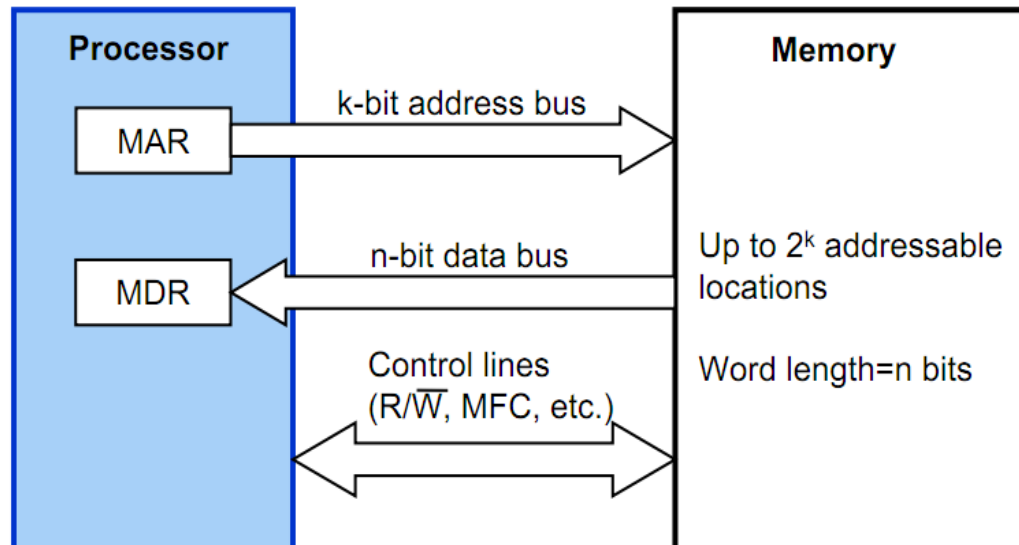 Processor
Memory
k-bit address bus
MAR
n-bit data bus
MDR
Up to 2ᵏ addressable
locations
Control lines
(R/W̅, MFC, etc.)
Word length=n bits